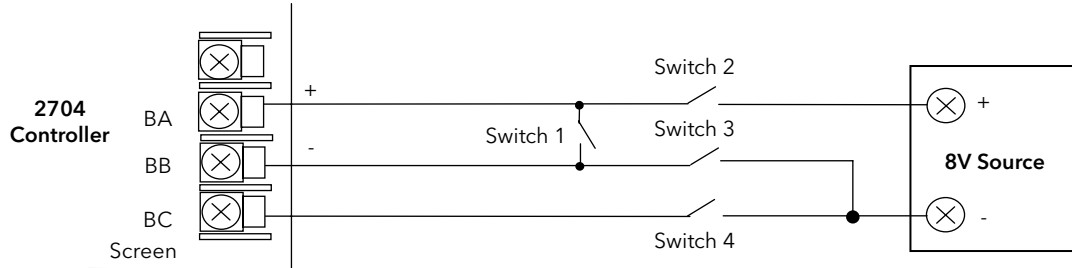 Switch 2
+
2704
Controller
BA
Switch 1
Switch 3
+
-
BB
8V Source
BC
-
Switch 4
Screen